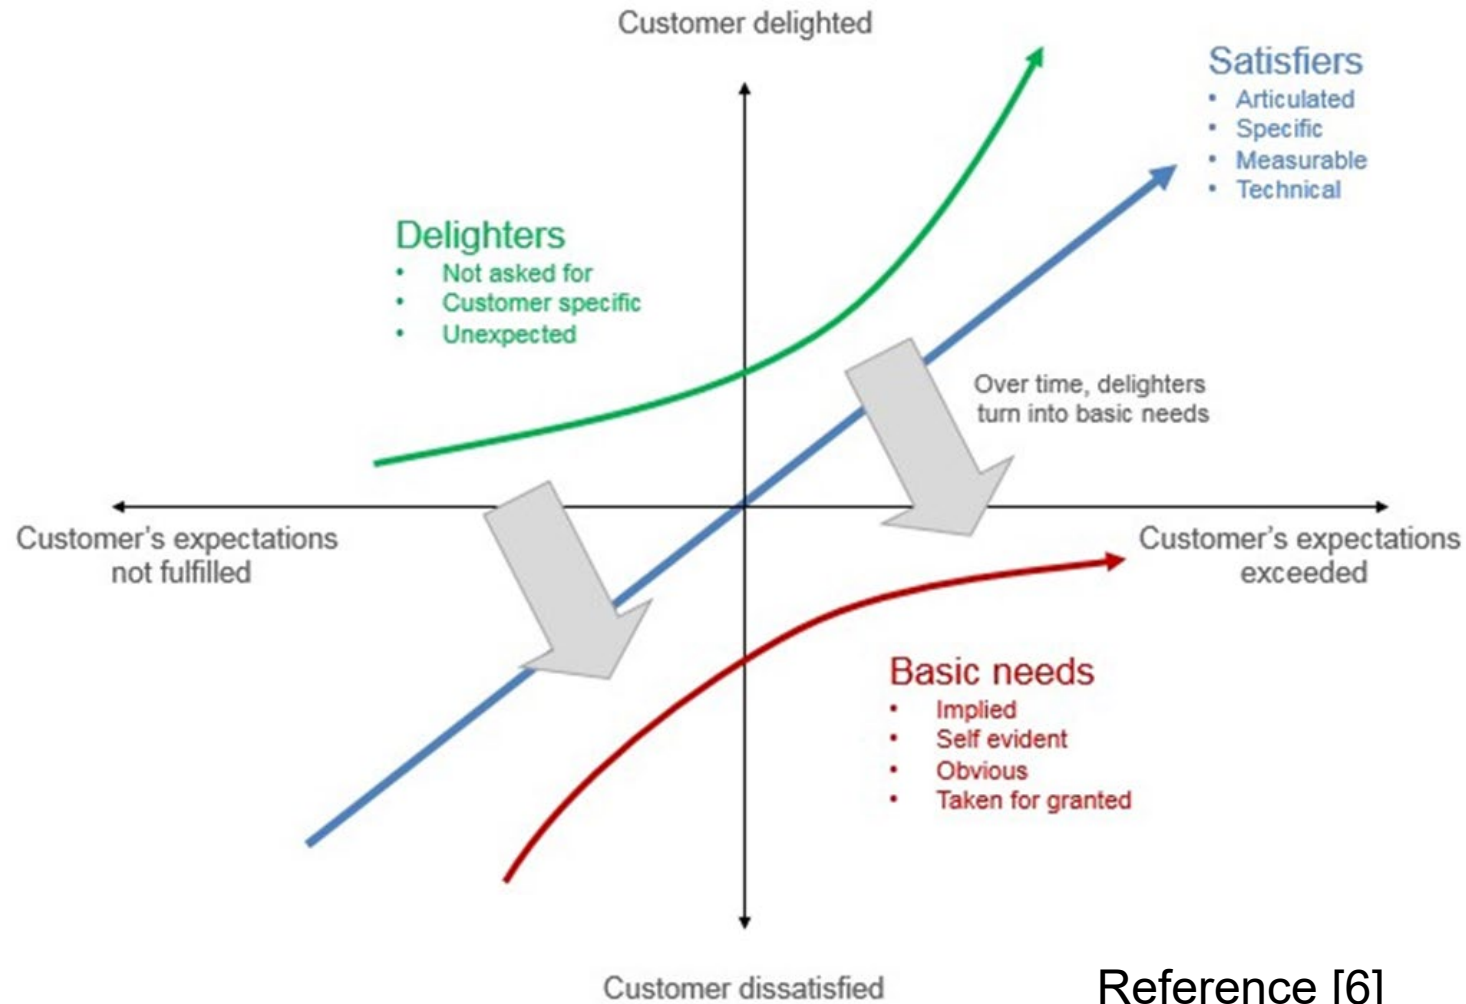 Customer delighted
Satisfiers
• Articulated
• Specific
• Measurable
• Technical
Delighters
• Not asked for
• Customer specific
• Unexpected
Over time, delighters
turn into basic needs
Customer's expectations
not fulfilled
Customer's expectations
exceeded
Basic needs
• Implied
• Self evident
• Obvious
• Taken for granted
Customer dissatisfied
Reference [6]